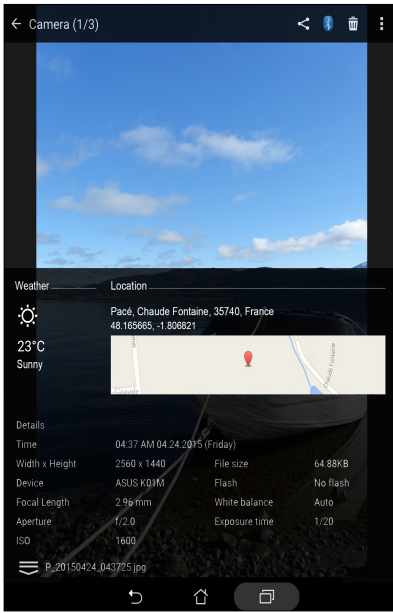 Camera (1/3)
Weather
Location
Pacé, Chaude Fontaine, 35740, France
48.165665, -1.806821
23°C
Sunny
Google
Chaude Fontaine
Details
Time 04:37 AM 04.24.2015 (Friday)
Width x Height 2560 x 1440 File size 64.88KB
Device ASUS K01M Flash No flash
Focal Length 2.96 mm White balance Auto
Aperture f/2.0 Exposure time 1/20
ISO 1600
P_20150424_043725.jpg